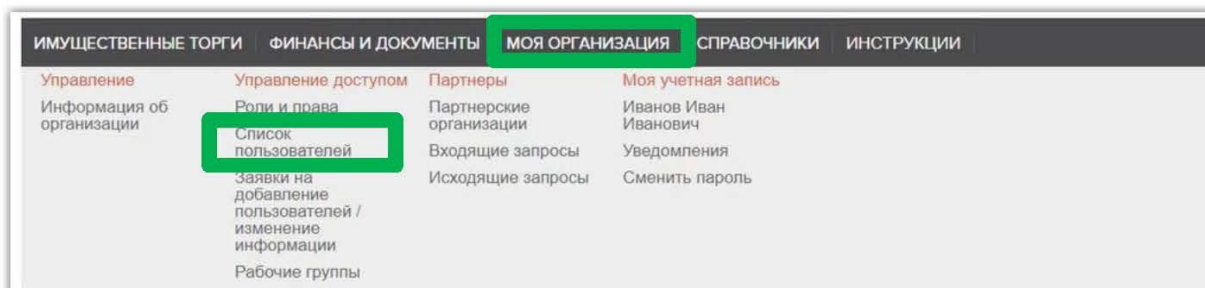 ИМУЩЕСТВЕННЫЕ ТОРГИ ФИНАНСЫ И ДОКУМЕНТЫ МОЯ ОРГАНИЗАЦИЯ СПРАВОЧНИКИ ИНСТРУКЦИИ
Управление
Информация об
организации
Управление доступом
Роли и права
Список
пользователей
Заявки на
добавление
пользователей /
изменение
информации
Рабочие группы
Партнеры
Партнерские
организации
Входящие запросы
Исходящие запросы
Моя учетная запись
Иванов Иван
Иванович
Уведомления
Сменить пароль